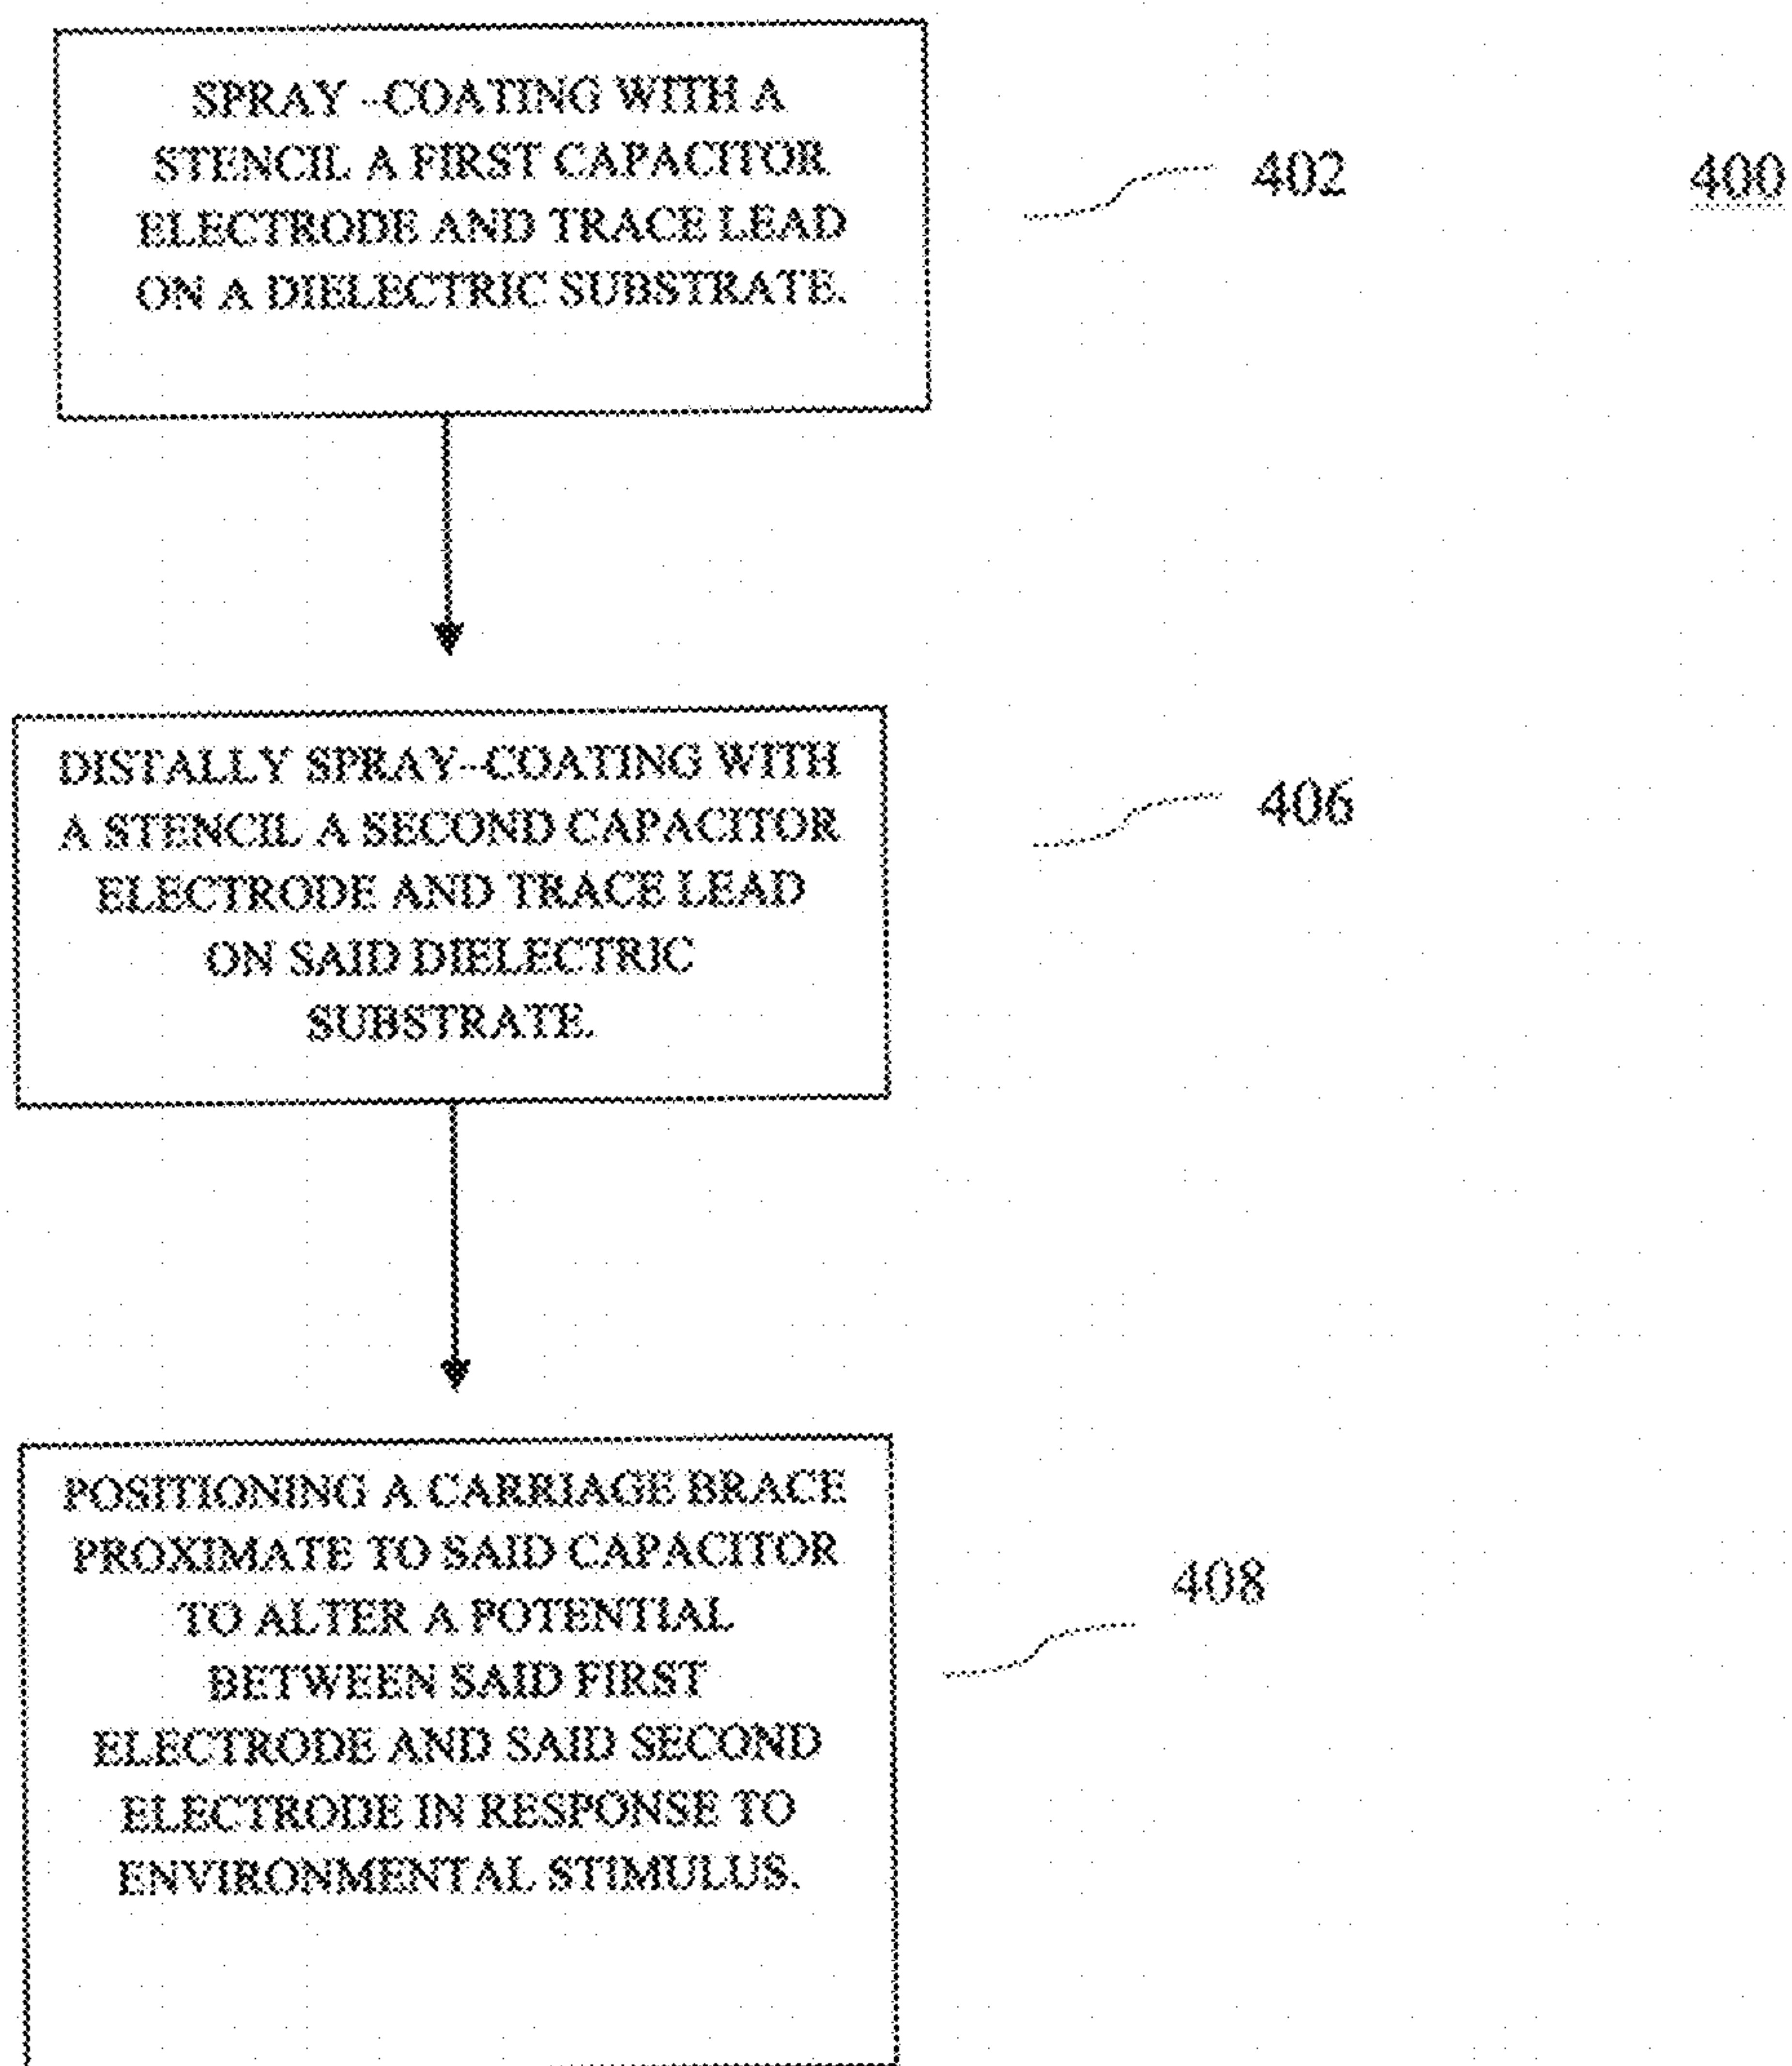 SPRAY-COATING WITH A
STENCIL A FIRST CAPACITOR
ELECTRODE AND TRACE LEAD
ON A DIELECTRIC SUBSTRATE.
402
400
DISTALLY SPRAY-COATING WITH
A STENCIL A SECOND CAPACITOR
ELECTRODE AND TRACE LEAD
ON SAID DIELECTRIC
SUBSTRATE.
406
POSITIONING A CARRIAGE BRACE
PROXIMATE TO SAID CAPACITOR
TO ALTER A POTENTIAL
BETWEEN SAID FIRST
ELECTRODE AND SAID SECOND
ELECTRODE IN RESPONSE TO
ENVIRONMENTAL STIMULUS.
408